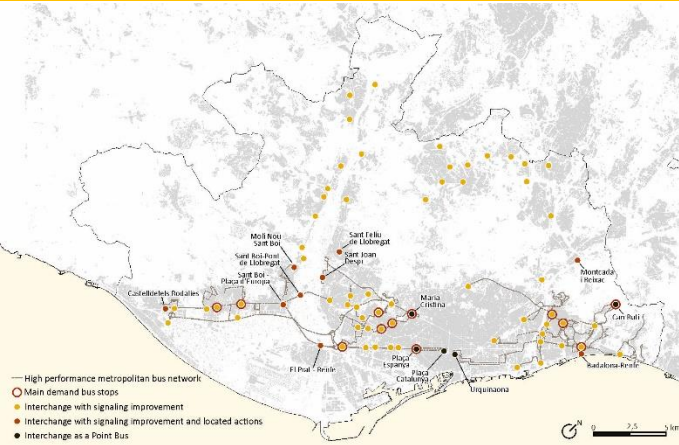 Sant Feliu
de Llobregat
Molí Nou
Sant Boi
Sant Joan
Despí
Sant Boi-Pont
de Llobregat
Montcada
i Reixac
Sant Boi -
Plaça d'Europa
Castelldefels Rodalies
Maria
Cristina
Can Ruti
El Prat - Renfe
Plaça
Espanya
Plaça
Catalunya
Urquinaona
Badalona-Renfe
High performance metropolitan bus network
Main demand bus stops
Interchange with signaling improvement
Interchange with signaling improvement and located actions
Interchange as a Point Bus
0 2,5 5 km